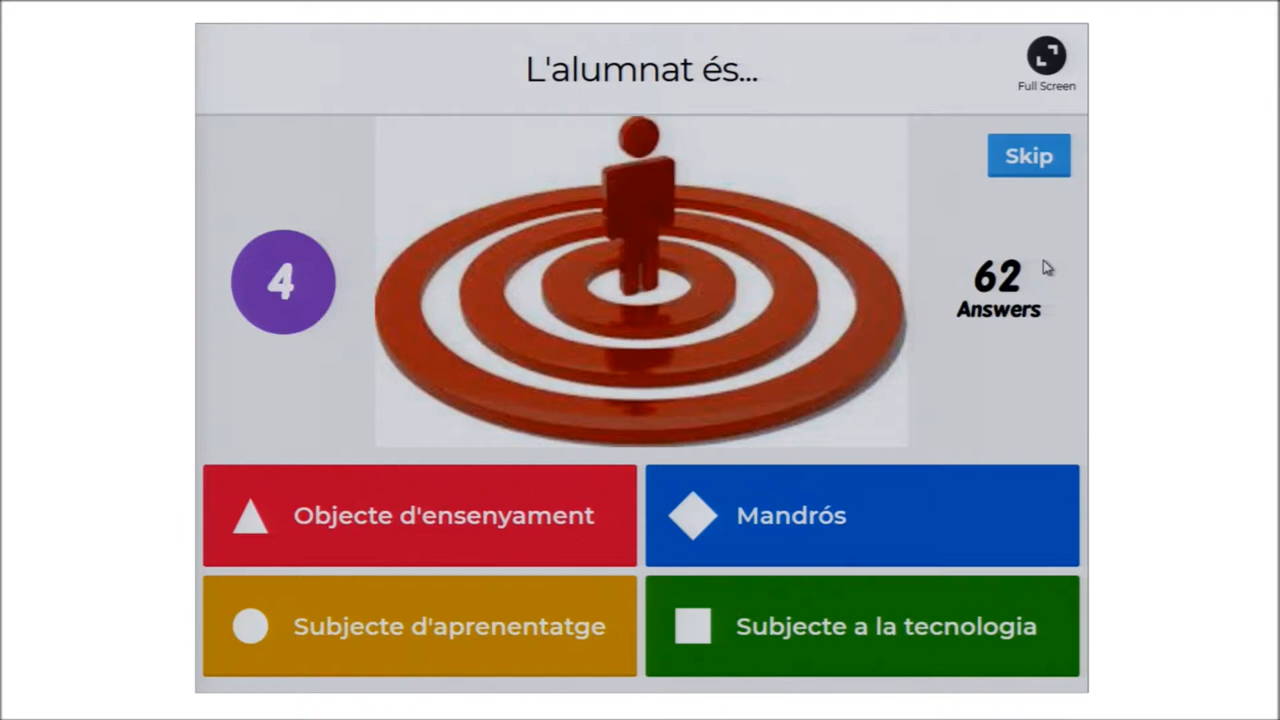 L'alumnat és...
Full Screen
Skip
4
62
Answers
Objecte d'ensenyament
Mandrós
Subjecte d'aprenentatge
Subjecte a la tecnologia